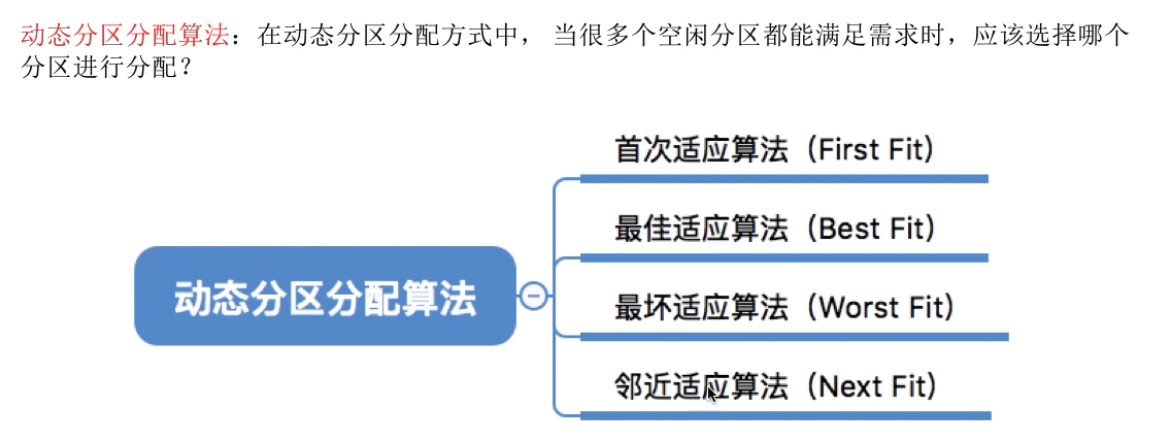 动态分区分配算法：在动态分区分配方式中， 当很多个空闲分区都能满足需求时，应该选择哪个
分区进行分配？
首次适应算法（First Fit）
最佳适应算法（Best Fit）
动态分区分配算法
最坏适应算法（Worst Fit）
邻近适应算法（Next Fit）